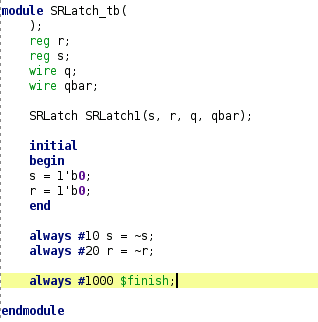 module SRLatch_tb(
    );
    reg r;
    reg s;
    wire q;
    wire qbar;

    SRLatch SRLatch1(s, r, q, qbar);

    initial
    begin
    s = 1'b0;
    r = 1'b0;
    end

    always #10 s = ~s;
    always #20 r = ~r;

    always #1000 $finish;

endmodule